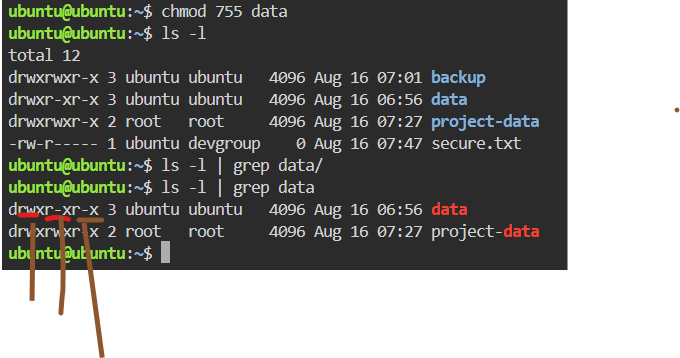 ubuntu@ubuntu:~$ chmod 755 data
ubuntu@ubuntu:~$ ls -l
total 12
drwxrwxr-x 3 ubuntu ubuntu   4096 Aug 16 07:01 backup
drwxr-xr-x 3 ubuntu ubuntu   4096 Aug 16 06:56 data
drwxrwxr-x 2 root   root     4096 Aug 16 07:27 project-data
-rw-r----- 1 ubuntu devgroup    0 Aug 16 07:47 secure.txt
ubuntu@ubuntu:~$ ls -l | grep data/
ubuntu@ubuntu:~$ ls -l | grep data
drwxr-xr-x 3 ubuntu ubuntu   4096 Aug 16 06:56 data
drwxrwxr-x 2 root   root     4096 Aug 16 07:27 project-data
ubuntu@ubuntu:~$